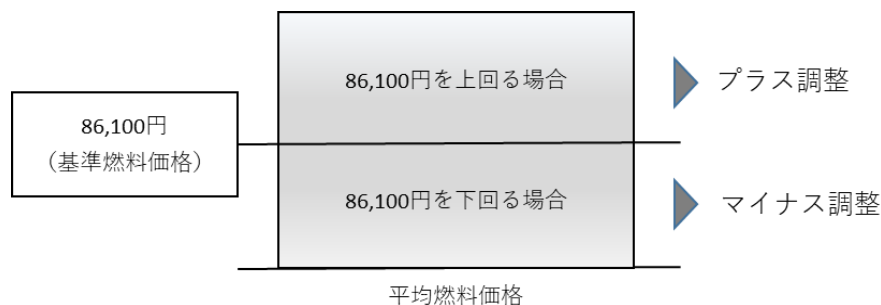 86,100円を上回る場合
プラス調整
86,100円
（基準燃料価格）
86,100円を下回る場合
マイナス調整
平均燃料価格